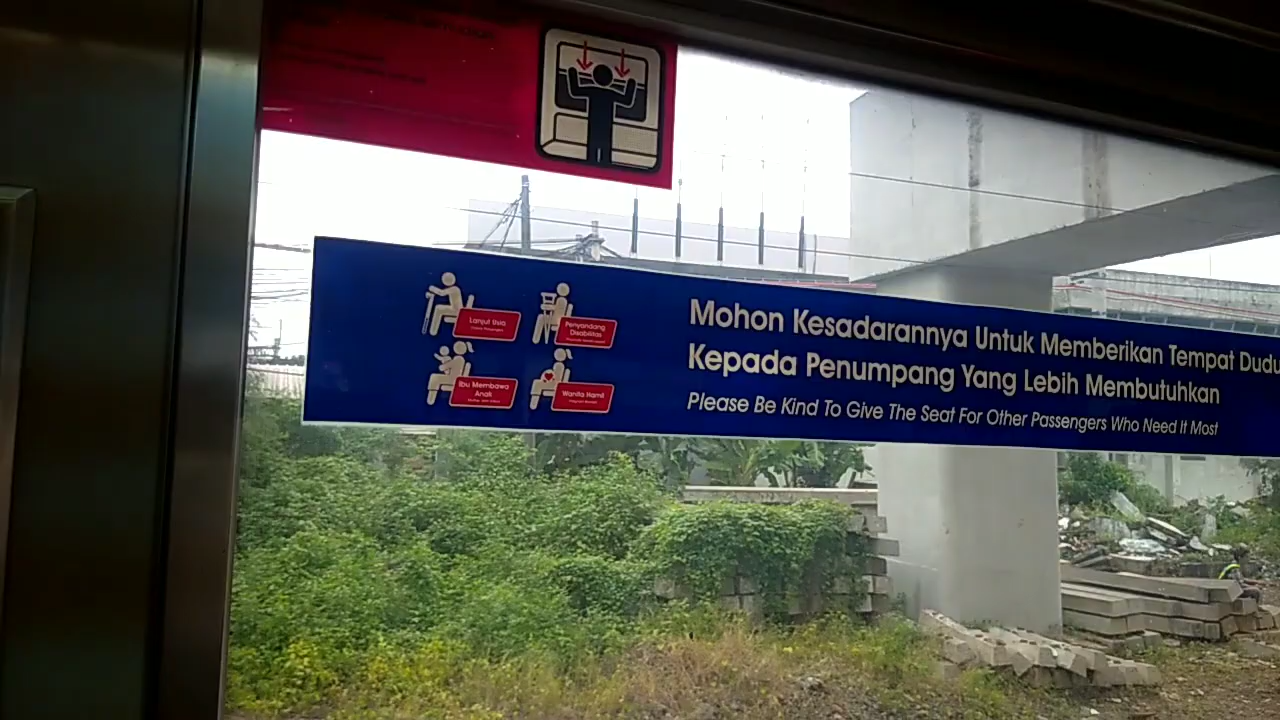 Lanjut Usia
Penyandang
Disabilitas
Ibu Membawa
Anak
Wanita Hamil
Mohon Kesadarannya Untuk Memberikan Tempat Dudu
Kepada Penumpang Yang Lebih Membutuhkan
Please Be Kind To Give The Seat For Other Passengers Who Need It Most